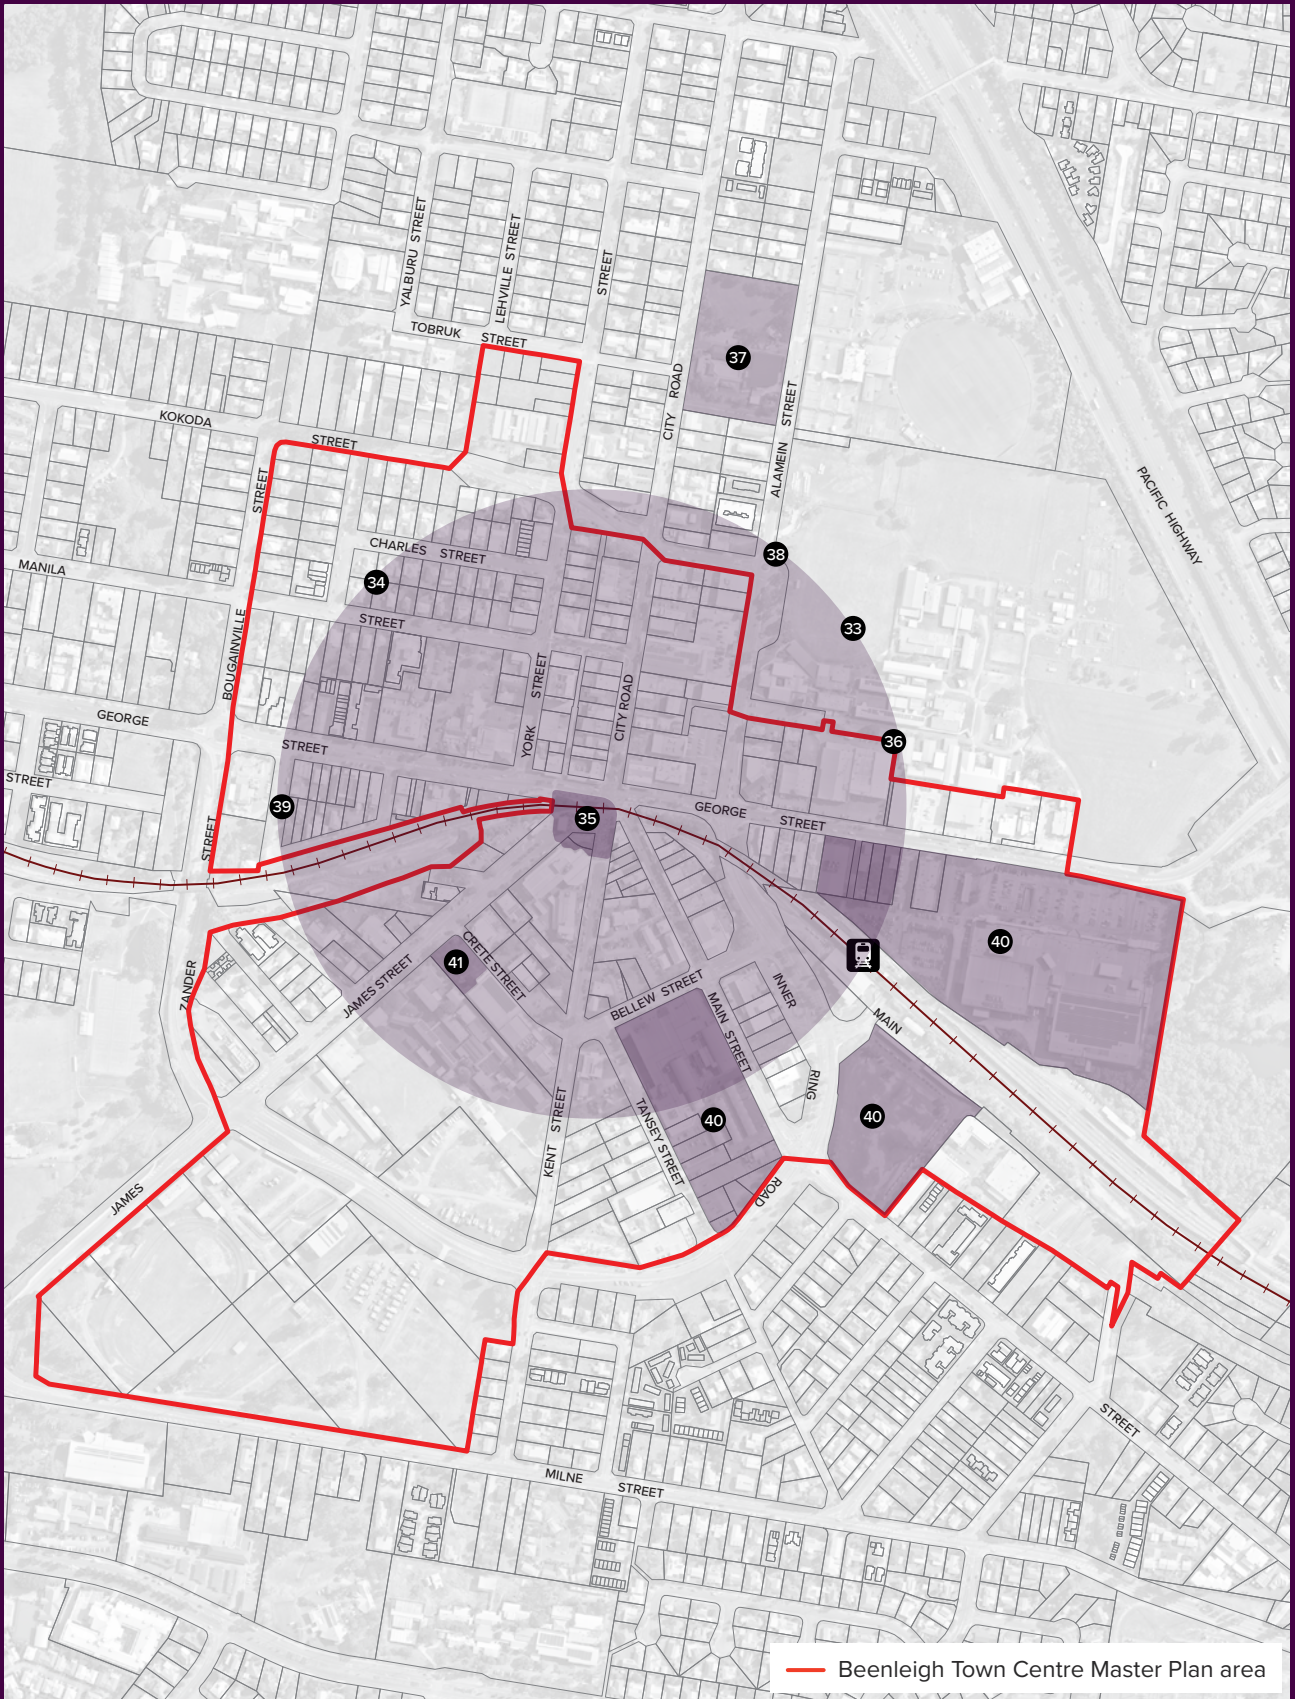 YALBURU STREET
LEHVILLE STREET
STREET
TOBRUK STREET
37
CITY ROAD
ALAMEIN STREET
KOKODA STREET
STREET
PACIFIC HIGHWAY
CHARLES STREET
38
MANILA STREET
34
33
BOUGAINVILLE STREET
YORK STREET
CITY ROAD
GEORGE STREET
36
STREET
39
35
GEORGE STREET
40
41
CRETE STREET
JAMES STREET
ZANDER
BELLEW STREET
MAIN STREET
INNER
MAIN
RING
40
40
KENT STREET
TANSEY STREET
ROAD
JAMES
STREET
MILNE STREET
Beenleigh Town Centre Master Plan area